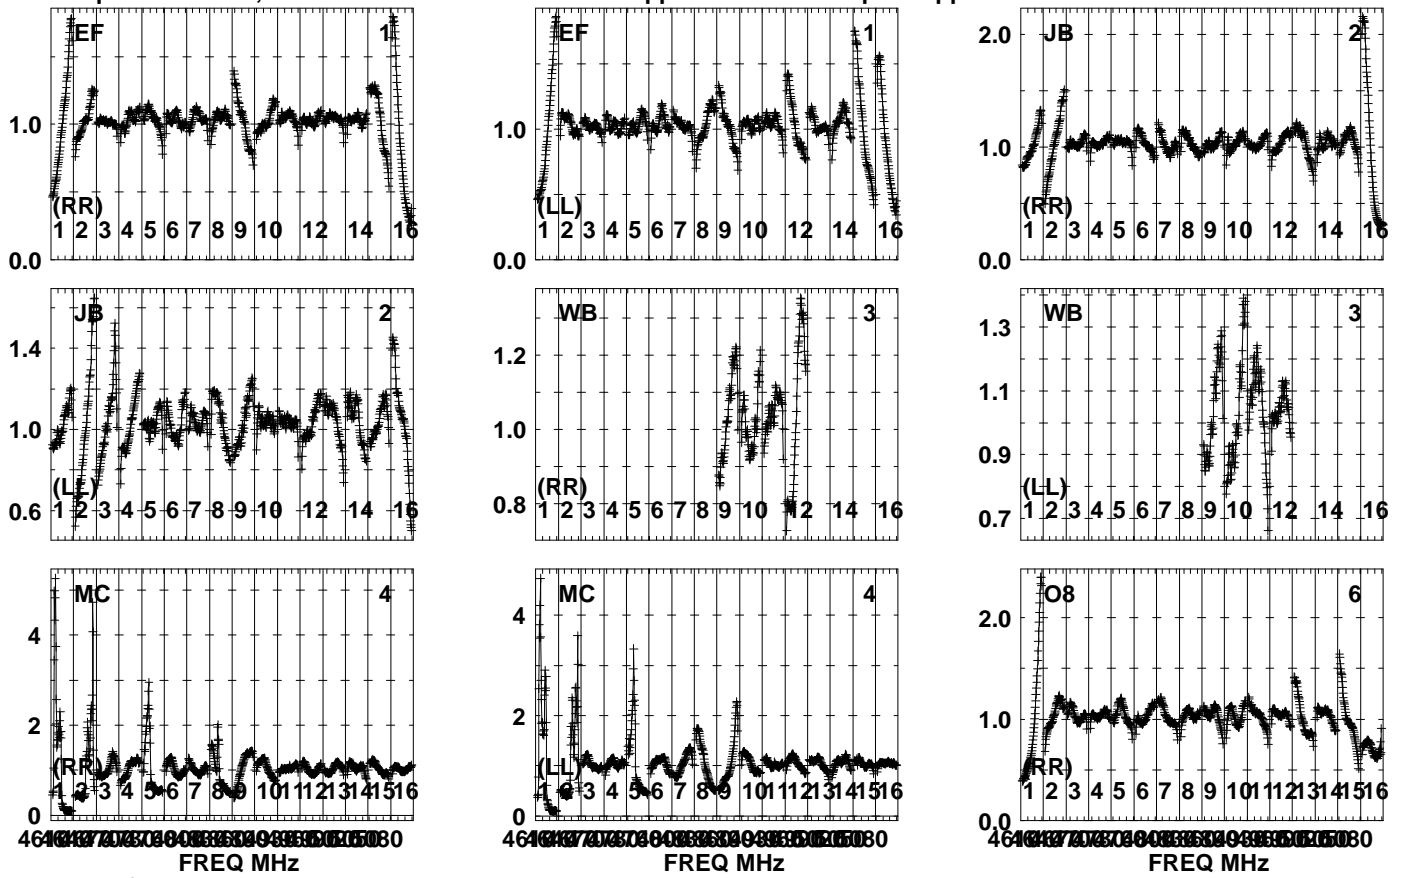 EF 1 EF 1 JB 2
2.0
1.0 1.0 1.0
(RR) (LL) (RR)
1 2 3 4 5 6 7 8 9 10 12 14 16 1 2 3 4 5 6 7 8 9 10 12 14 16 1 2 3 4 5 6 7 8 9 10 12 14 16
0.0 0.0 0.0
JB 2 WB 3 WB 3
1.4 1.2 1.3
1.1
1.0 1.0 0.9
(LL) (RR) (LL)
1 2 3 4 5 6 7 8 9 10 12 14 16 1 2 3 4 5 6 7 8 9 10 12 14 16 1 2 3 4 5 6 7 8 9 10 12 14 16
0.6 0.8 0.7
MC 4 MC 4 O8 6
4 4 2.0
2 2 1.0
(RR) (LL) (RR)
1 2 3 4 5 6 7 8 9 10 11 12 13 14 15 16 1 2 3 4 5 6 7 8 9 10 11 12 13 14 15 16 1 2 3 4 5 6 7 8 9 10 11 12 13 14 15 16
0 0 0.0
FREQ MHz FREQ MHz FREQ MHz